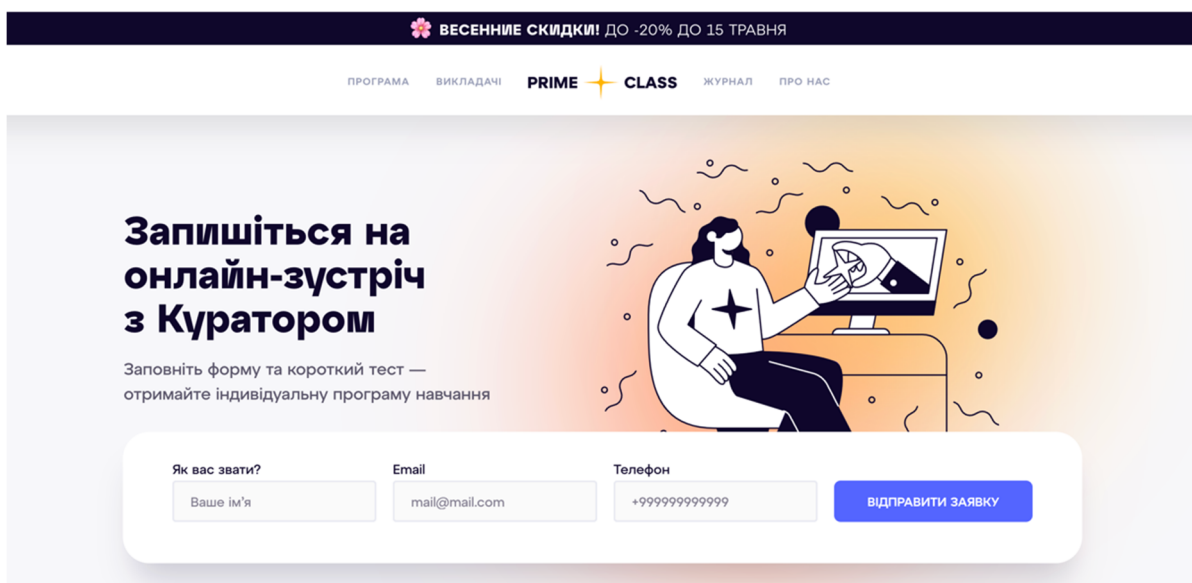 🌸 ВЕСЕННИЕ СКИДКИ! ДО -20% ДО 15 ТРАВНЯ
ПРОГРАМА ВИКЛАДАЧІ PRIME CLASS ЖУРНАЛ ПРО НАС
Запишіться на
онлайн-зустріч
з Куратором
Заповніть форму та короткий тест —
отримайте індивідуальну програму навчання
Як вас звати? Email Телефон
Ваше ім'я mail@mail.com +999999999999 ВІДПРАВИТИ ЗАЯВКУ